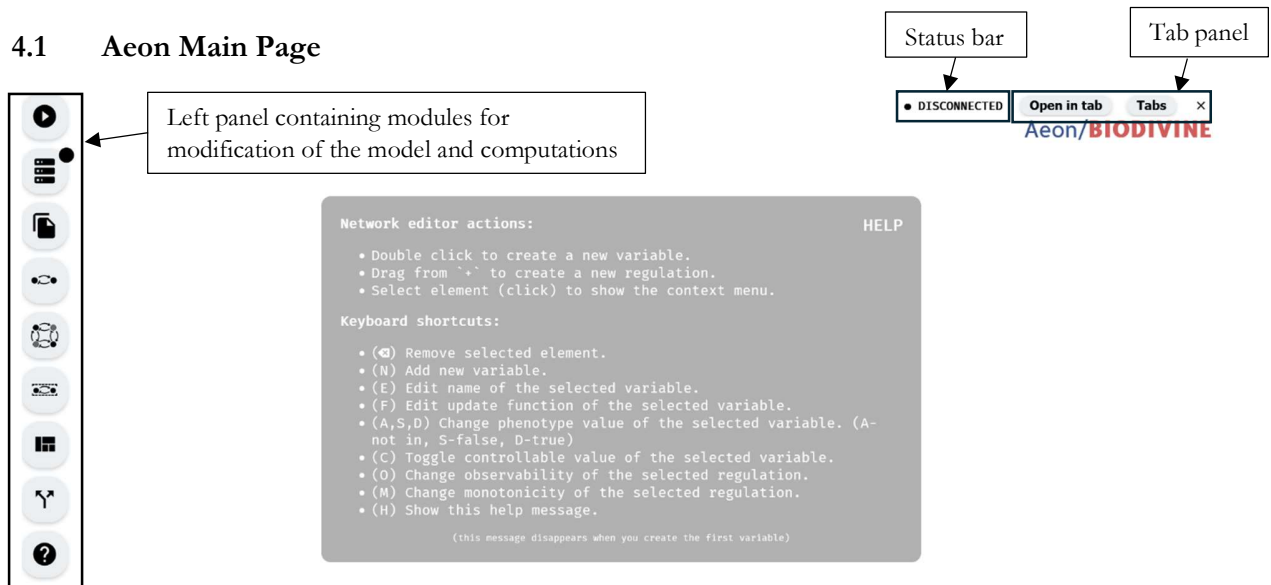 4.1 Aeon Main Page
Status bar
Tab panel
Left panel containing modules for
modification of the model and computations
● DISCONNECTED
Open in tab
Tabs
×
Aeon/BIODIVINE
Network editor actions:
HELP
• Double click to create a new variable.
• Drag from `+` to create a new regulation.
• Select element (click) to show the context menu.
Keyboard shortcuts:
• (⌫) Remove selected element.
• (N) Add new variable.
• (E) Edit name of the selected variable.
• (F) Edit update function of the selected variable.
• (A,S,D) Change phenotype value of the selected variable. (A-
not in, S-false, D-true)
• (C) Toggle controllable value of the selected variable.
• (O) Change observability of the selected regulation.
• (M) Change monotonicity of the selected regulation.
• (H) Show this help message.
(this message disappears when you create the first variable)